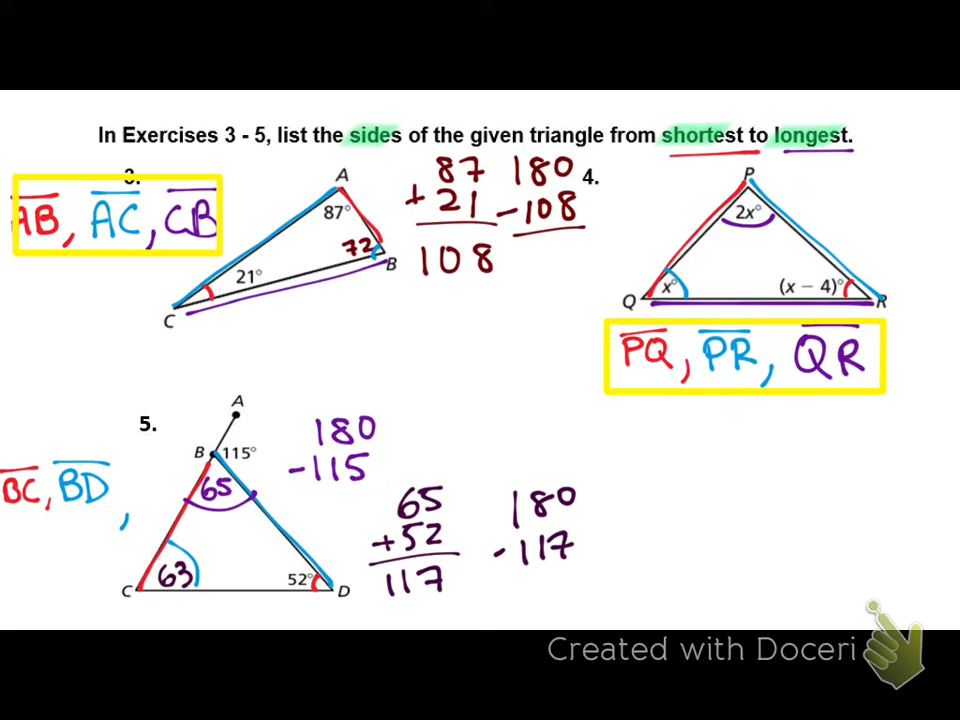 In Exercises 3 - 5, list the sides of the given triangle from shortest to longest.
3.
AB, AC, CB
A
87°
21°
72
B
C
87
+ 21
108
180
- 108
4.
P
2x°
x°
(x − 4)°
Q
R
PQ, PR, QR
5.
A
B
115°
65
63
52°
C
D
BC, BD,
180
- 115
65
+ 52
117
180
- 117
Created with Doceri